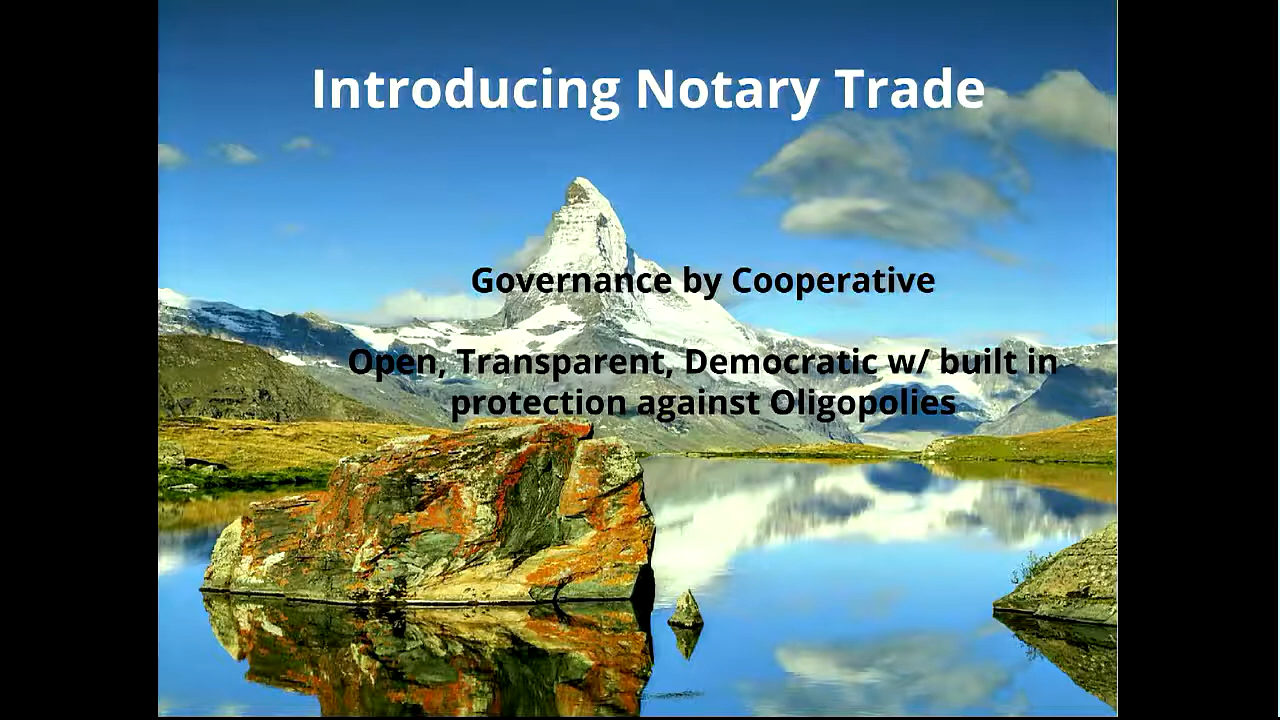 Introducing Notary Trade
Governance by Cooperative
Open, Transparent, Democratic w/ built in
protection against Oligopolies